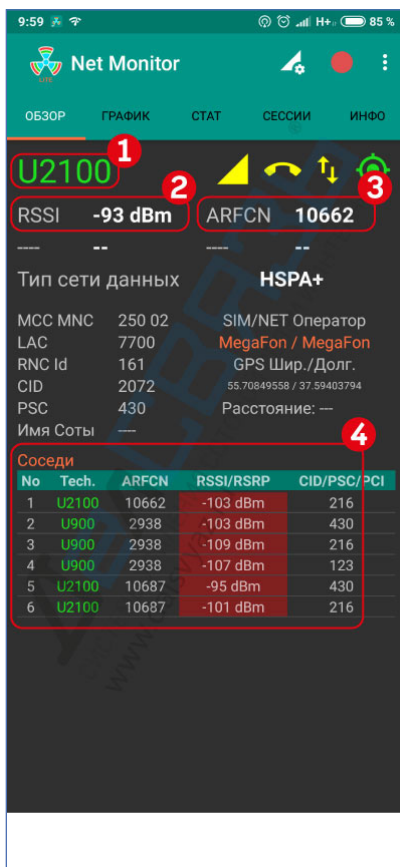 9:59 H+ 85 %
LITE Net Monitor
ОБЗОР ГРАФИК СТАТ СЕССИИ ИНФО
1
U2100
2 3
RSSI -93 dBm ARFCN 10662
---- -- ---- --
Тип сети данных HSPA+
MCC MNC 250 02 SIM/NET Оператор
LAC 7700 MegaFon / MegaFon
RNC Id 161 GPS Шир./Долг.
CID 2072 55.70849558 / 37.59403794
PSC 430 Расстояние: ---
Имя Соты ----
4
Соседи
No Tech. ARFCN RSSI/RSRP CID/PSC/PCI
1 U2100 10662 -103 dBm 216
2 U900 2938 -103 dBm 430
3 U900 2938 -109 dBm 216
4 U900 2938 -107 dBm 123
5 U2100 10687 -95 dBm 430
6 U2100 10687 -101 dBm 216